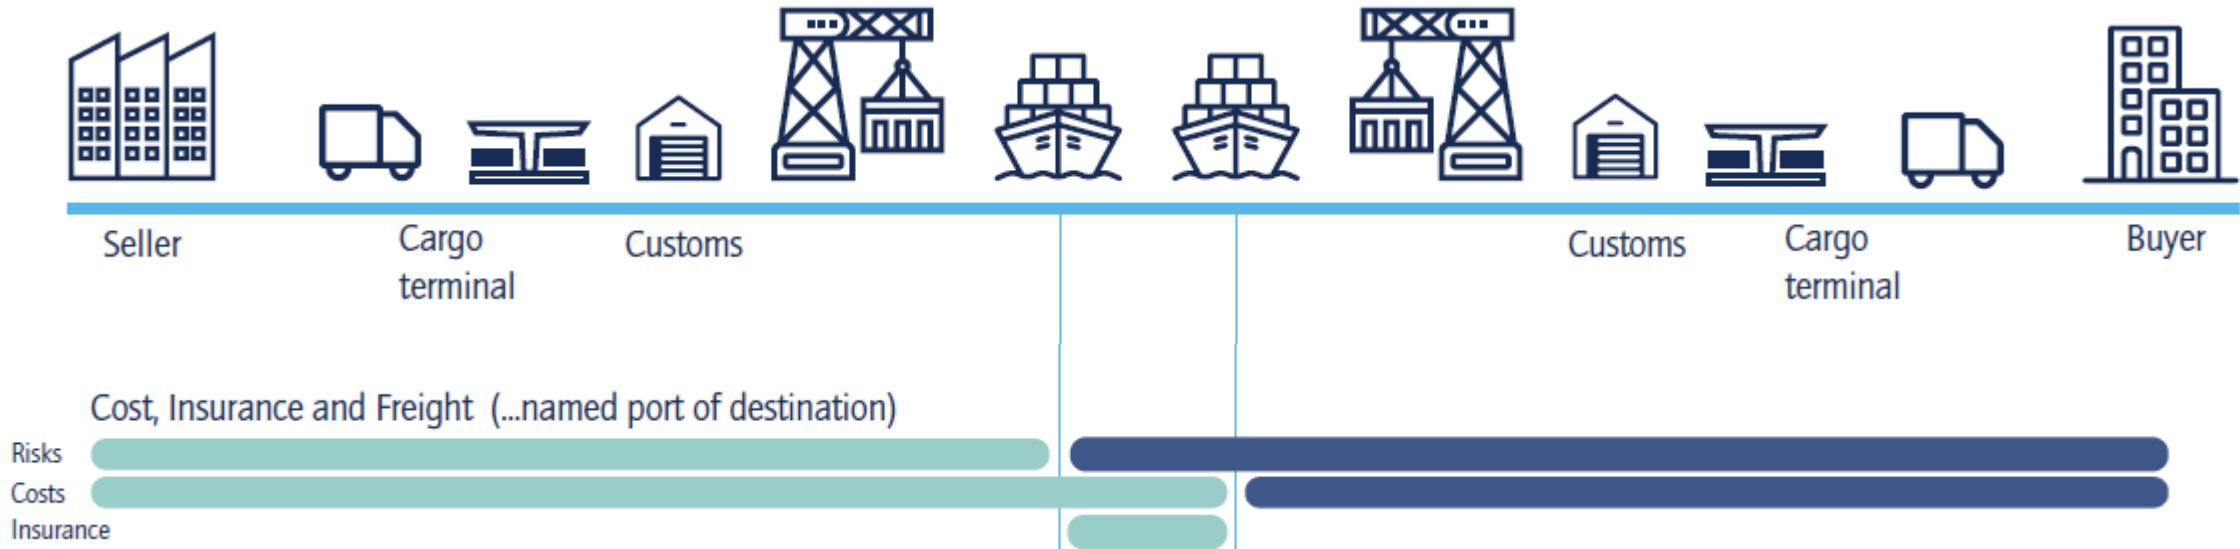 Seller
Cargo
terminal
Customs
Customs
Cargo
terminal
Buyer
Cost, Insurance and Freight (...named port of destination)
Risks
Costs
Insurance